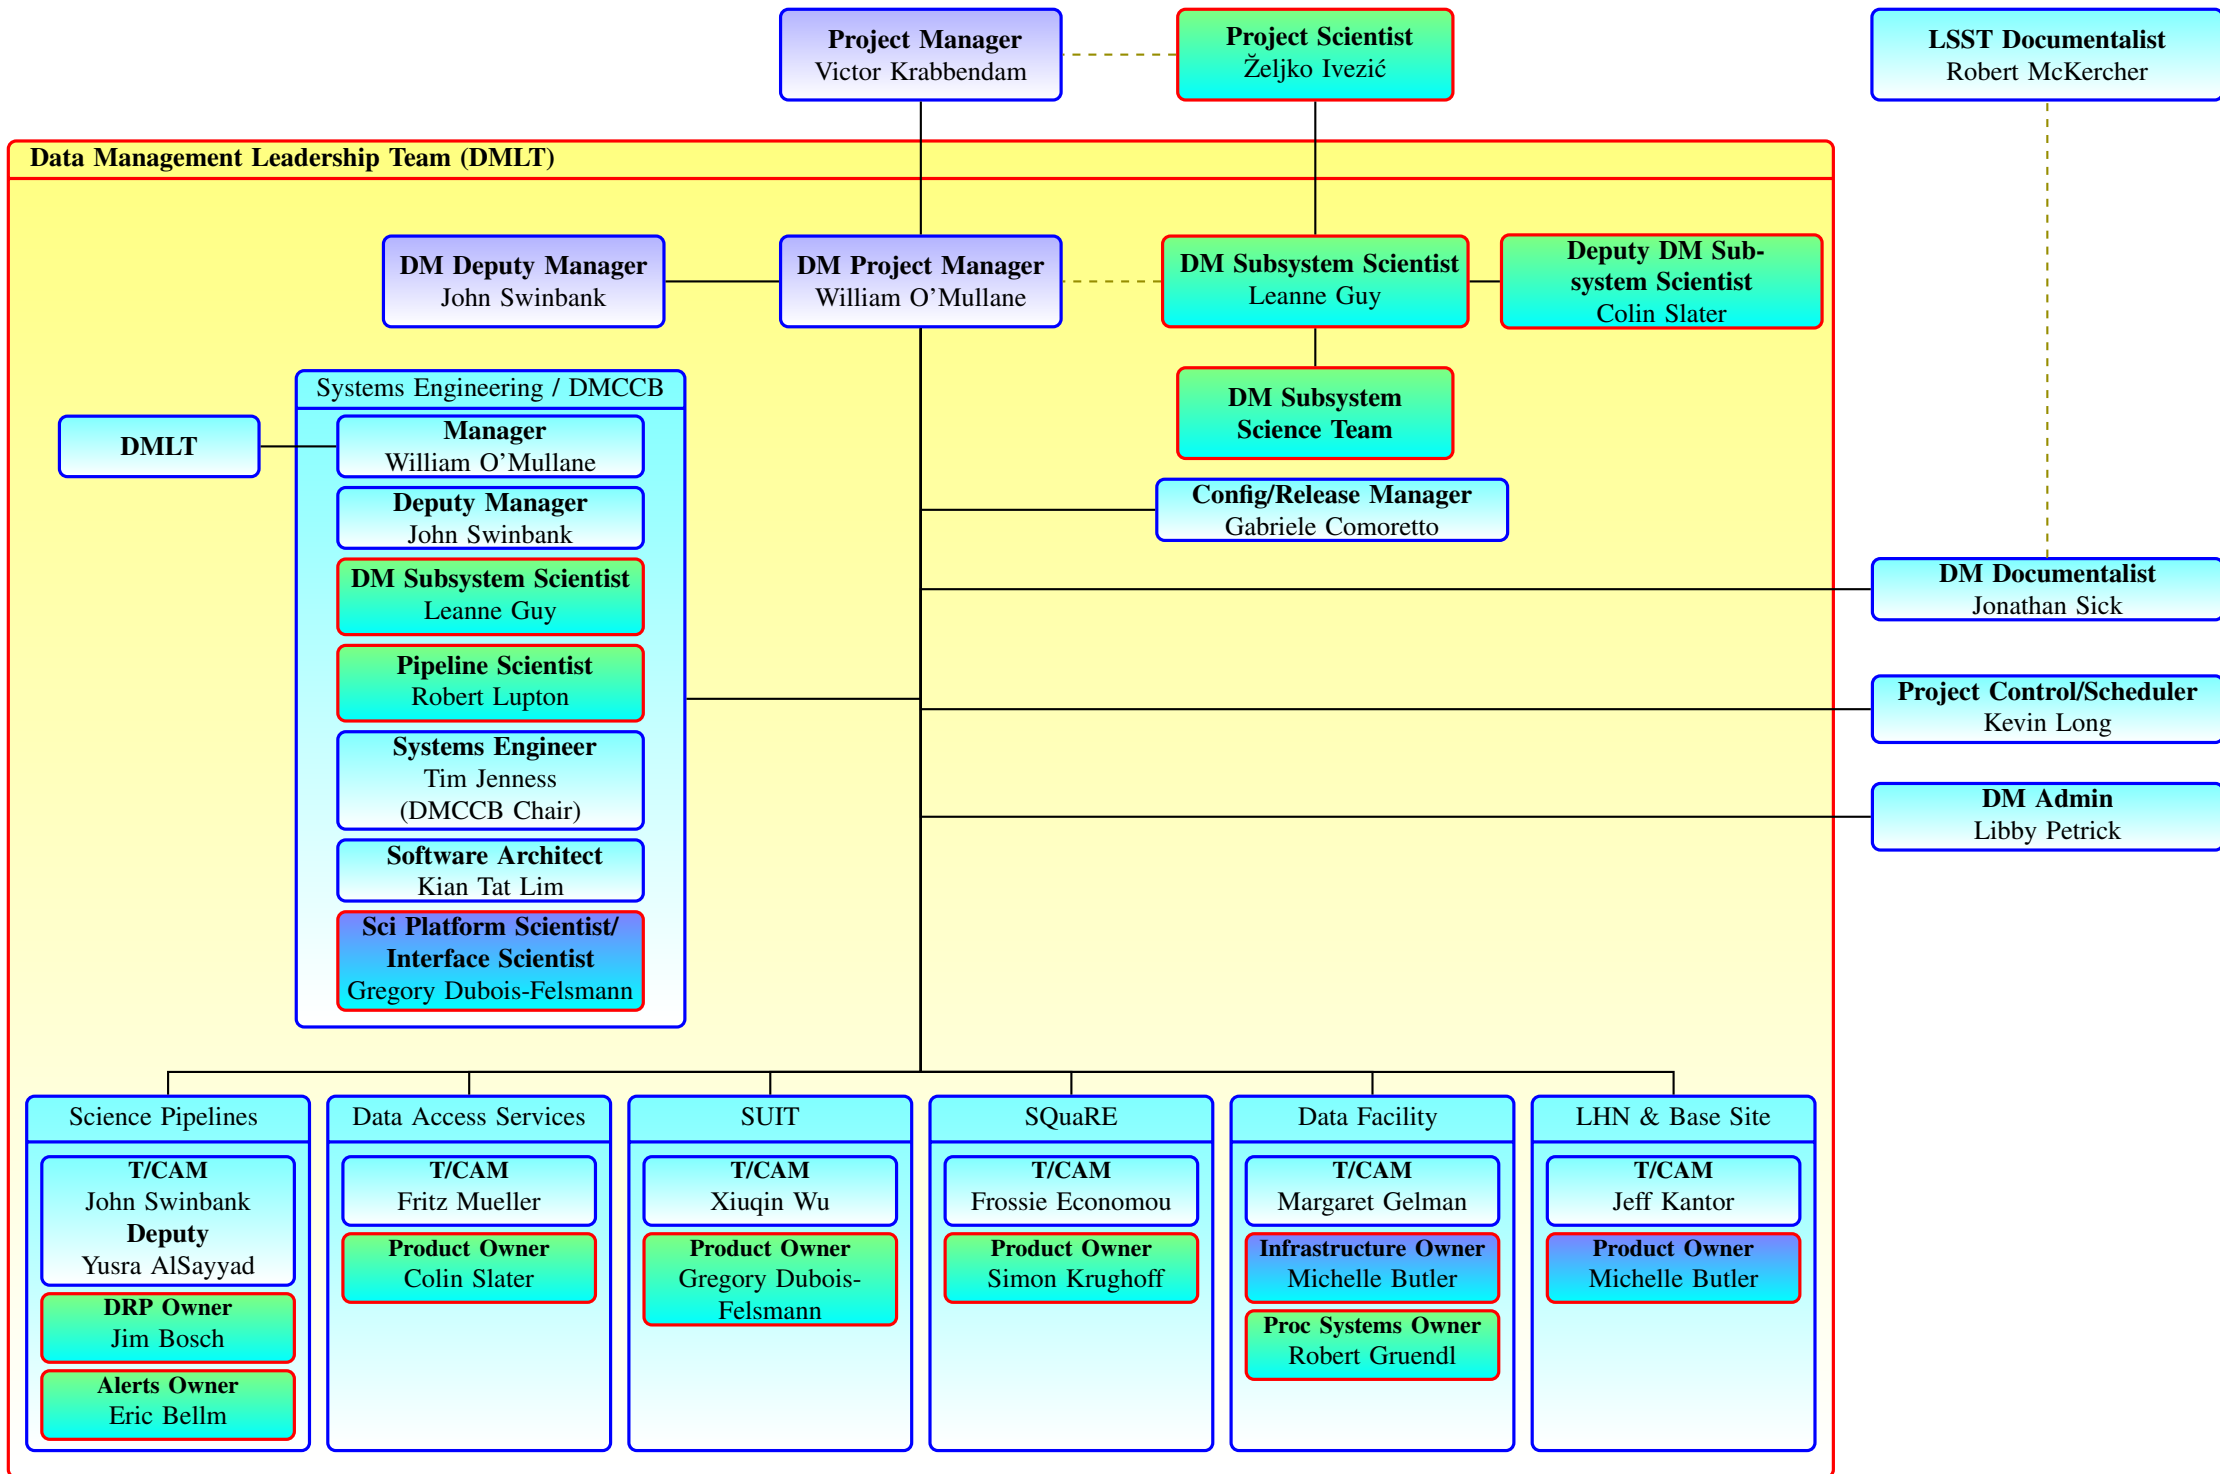 Project Manager
Victor Krabbendam
Project Scientist
Željko Ivezić
LSST Documentalist
Robert McKercher
Data Management Leadership Team (DMLT)
DM Deputy Manager
John Swinbank
DM Project Manager
William O’Mullane
DM Subsystem Scientist
Leanne Guy
Deputy DM Sub-
system Scientist
Colin Slater
DM Subsystem
Science Team
Systems Engineering / DMCCB
DMLT
Manager
William O’Mullane
Deputy Manager
John Swinbank
DM Subsystem Scientist
Leanne Guy
Pipeline Scientist
Robert Lupton
Systems Engineer
Tim Jenness
(DMCCB Chair)
Software Architect
Kian Tat Lim
Sci Platform Scientist/
Interface Scientist
Gregory Dubois-Felsmann
Config/Release Manager
Gabriele Comoretto
DM Documentalist
Jonathan Sick
Project Control/Scheduler
Kevin Long
DM Admin
Libby Petrick
Science Pipelines
T/CAM
John Swinbank
Deputy
Yusra AlSayyad
DRP Owner
Jim Bosch
Alerts Owner
Eric Bellm
Data Access Services
T/CAM
Fritz Mueller
Product Owner
Colin Slater
SUIT
T/CAM
Xiuqin Wu
Product Owner
Gregory Dubois-
Felsmann
SQuaRE
T/CAM
Frossie Economou
Product Owner
Simon Krughoff
Data Facility
T/CAM
Margaret Gelman
Infrastructure Owner
Michelle Butler
Proc Systems Owner
Robert Gruendl
LHN & Base Site
T/CAM
Jeff Kantor
Product Owner
Michelle Butler